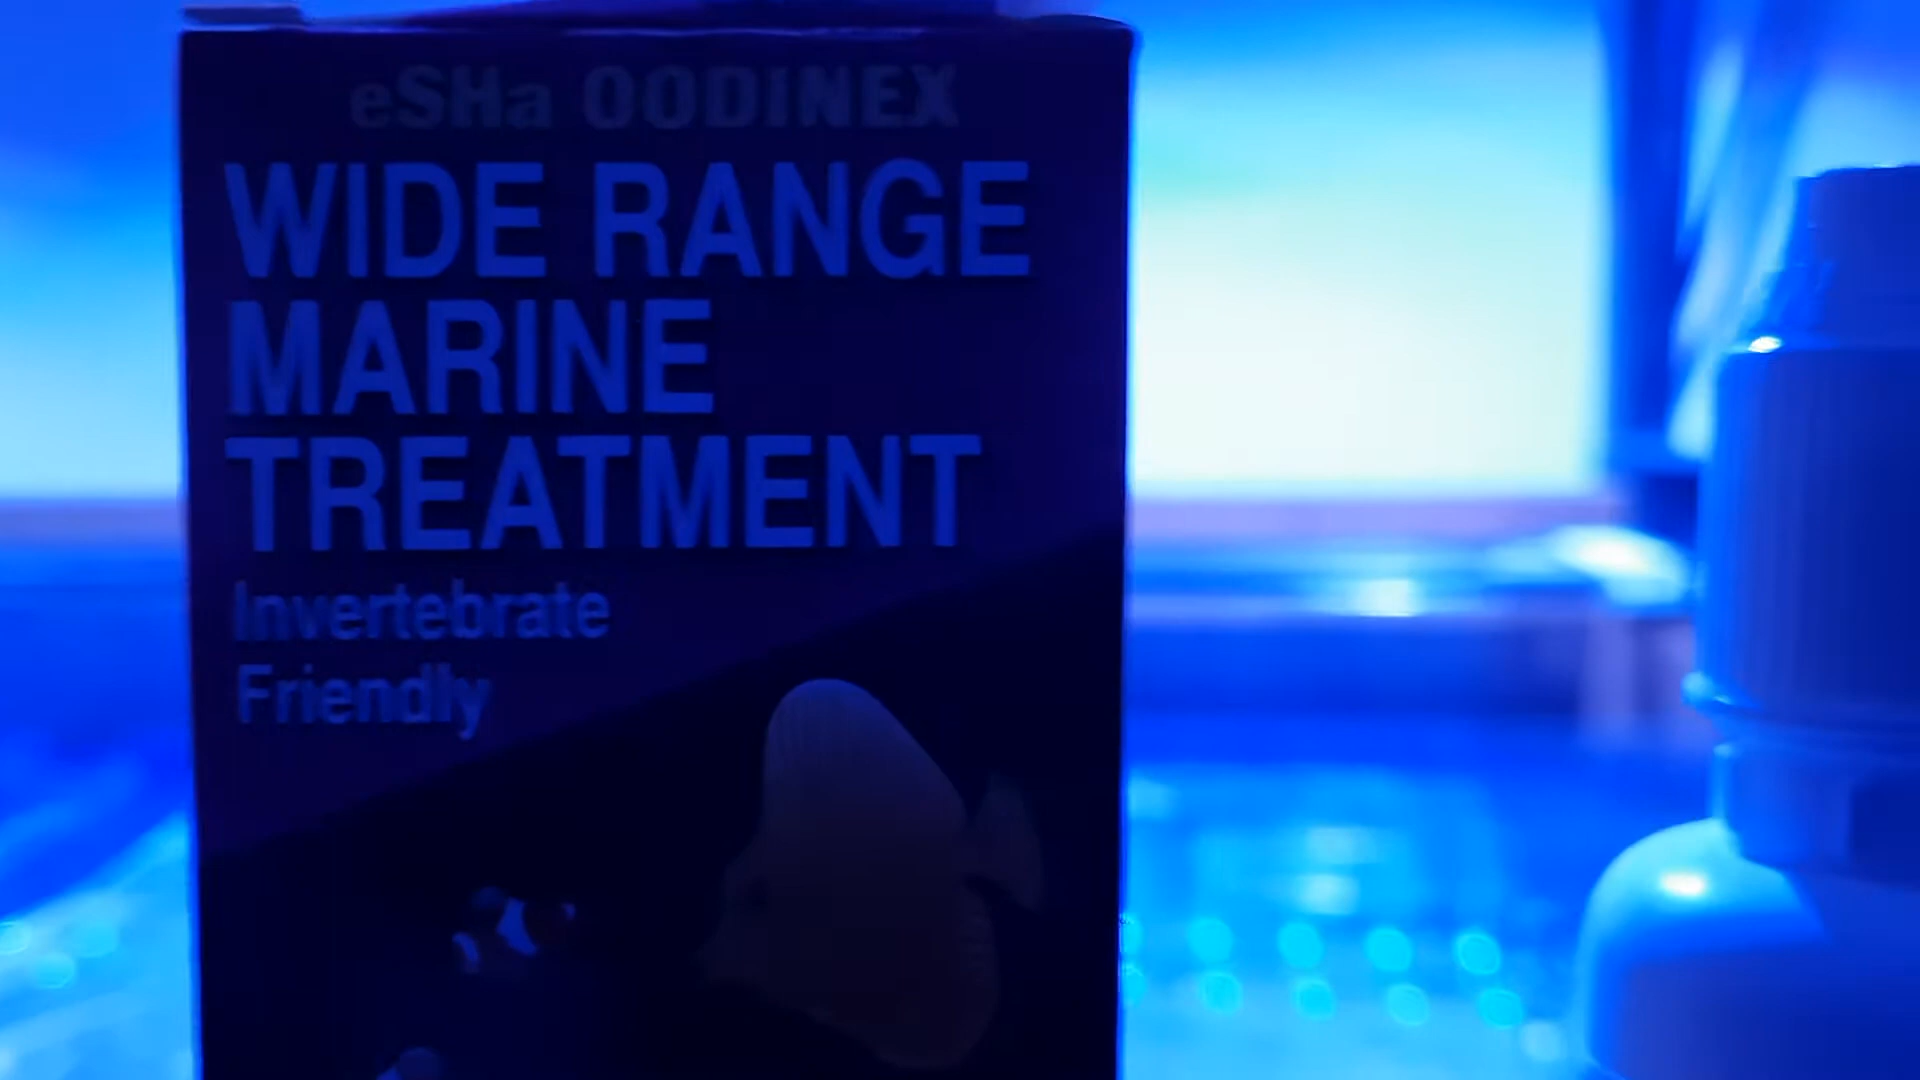 eSHa OODINEX
WIDE RANGE
MARINE
TREATMENT
Invertebrate
Friendly